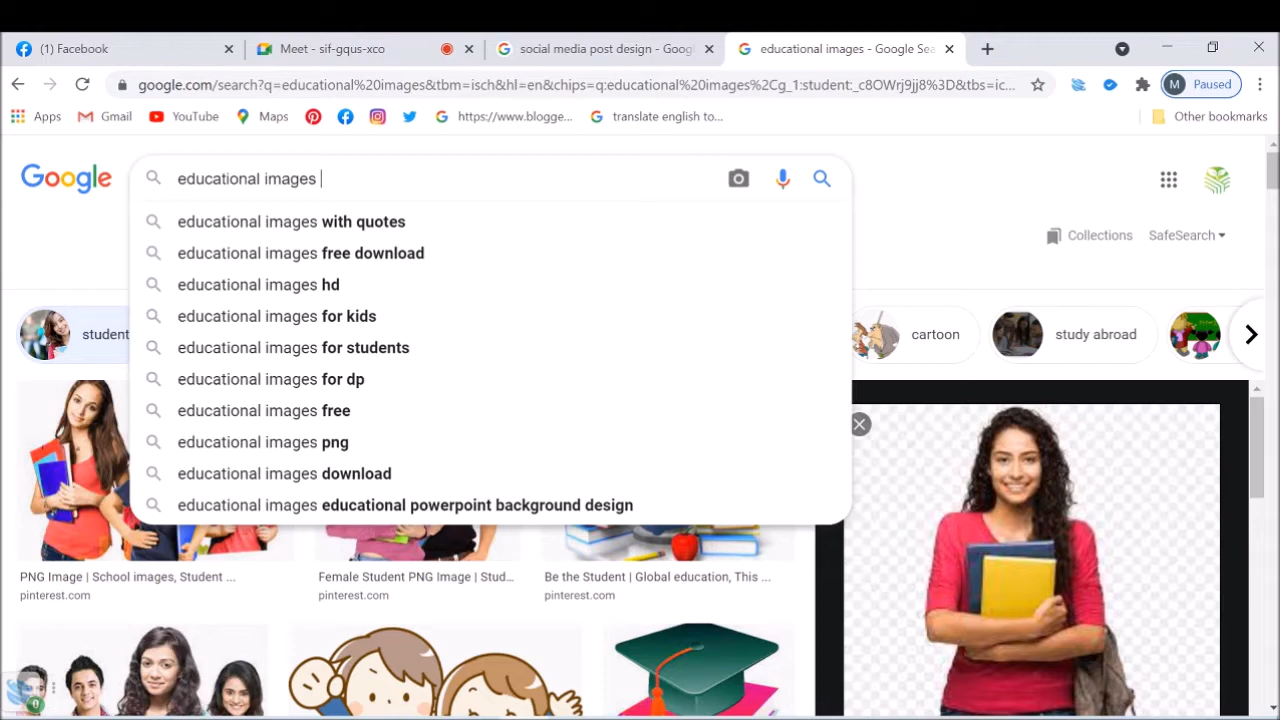 (1) Facebook
Meet - sif-gqus-xco
social media post design - Googl
educational images - Google Sea
google.com/search?q=educational%20images&tbm=isch&hl=en&chips=q:educational%20images%2Cg_1:student:_c8OWrj9jj8%3D&tbs=ic...
M Paused
Apps
Gmail
YouTube
Maps
https://www.blogge...
translate english to...
Other bookmarks
Google
educational images
educational images with quotes
educational images free download
educational images hd
educational images for kids
educational images for students
educational images for dp
educational images free
educational images png
educational images download
educational images educational powerpoint background design
Collections
SafeSearch
student
cartoon
study abroad
PNG Image | School images, Student ...
pinterest.com
Female Student PNG Image | Stud...
pinterest.com
Be the Student | Global education, This ...
pinterest.com
0